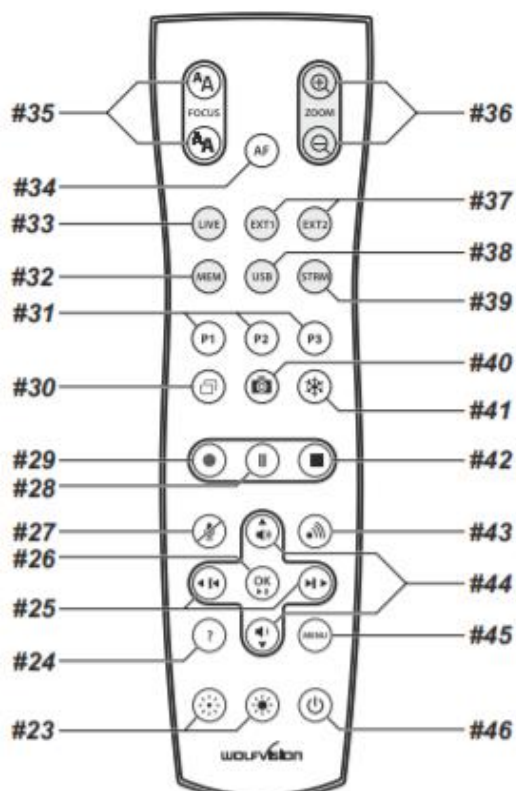 #35
FOCUS
ZOOM
#36
AF
#34
#37
#33
LIVE
EXT1
EXT2
#38
#32
MEM
USB
STRM
#39
#31
P1
P2
P3
#40
#30
#41
#29
#42
#28
#27
#43
#26
OK
#44
#25
#24
?
MENU
#45
#23
#46
WOLFVISION